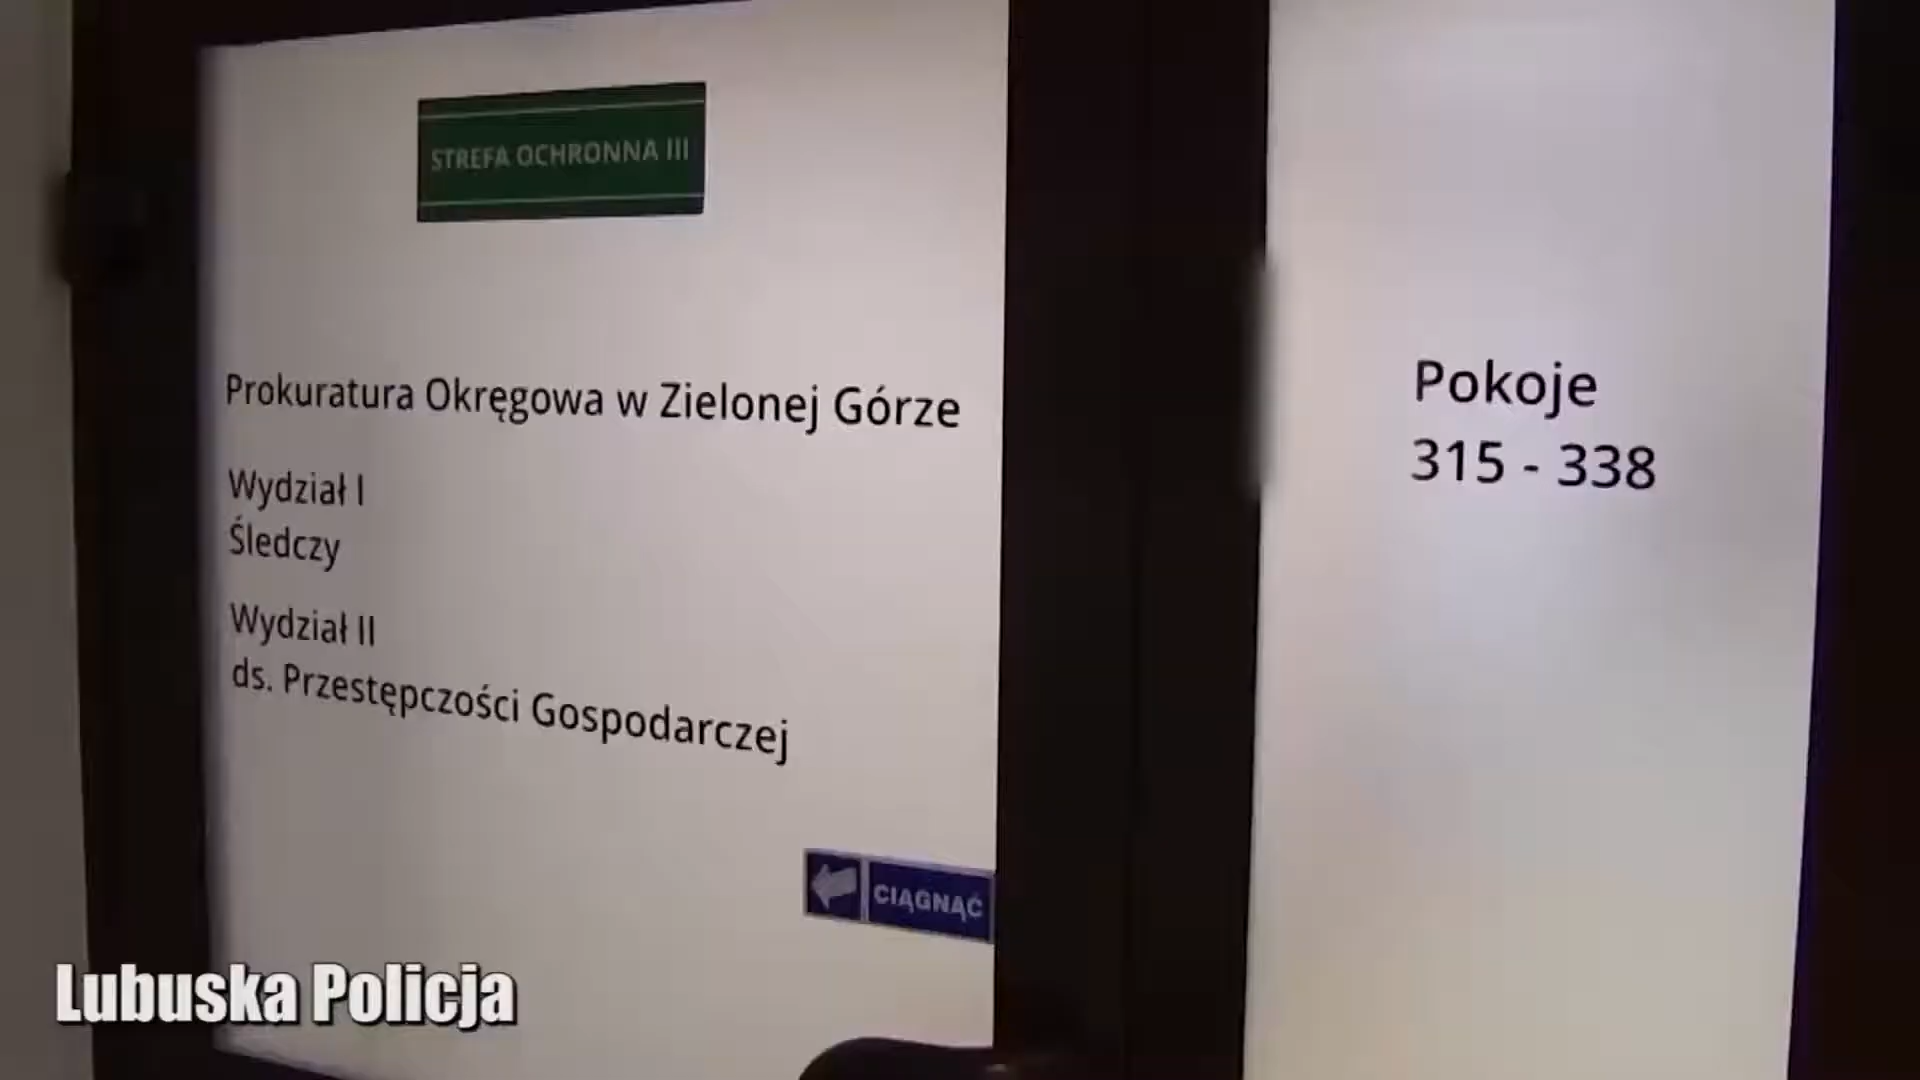 STREFA OCHRONNA III
Prokuratura Okręgowa w Zielonej Górze
Wydział I
Śledczy
Wydział II
ds. Przestępczości Gospodarczej
CIĄGNĄĆ
Pokoje
315 - 338
Lubuska Policja